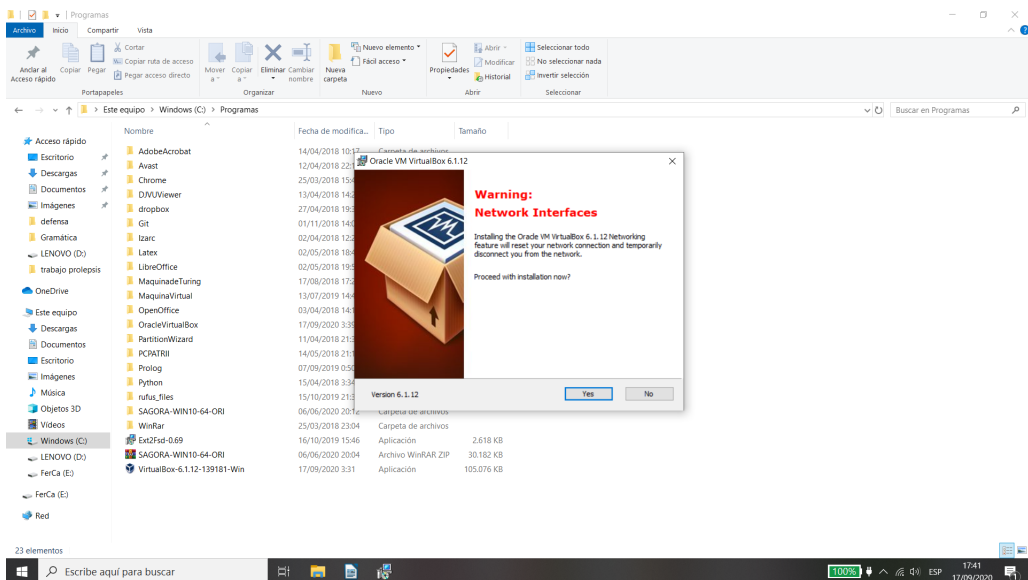 Programas
Archivo Inicio Compartir Vista
Anclar al Acceso rápido
Copiar
Pegar
Cortar
Copiar ruta de acceso
Pegar acceso directo
Portapapeles
Mover a
Copiar a
Eliminar
Cambiar nombre
Organizar
Nueva carpeta
Nuevo elemento
Fácil acceso
Nuevo
Propiedades
Abrir
Modificar
Historial
Abrir
Seleccionar todo
No seleccionar nada
Invertir selección
Seleccionar
Este equipo > Windows (C:) > Programas
Buscar en Programas
Acceso rápido
Escritorio
Descargas
Documentos
Imágenes
defensa
Gramática
LENOVO (D:)
trabajo prolepsis
OneDrive
Este equipo
Descargas
Documentos
Escritorio
Imágenes
Música
Objetos 3D
Vídeos
Windows (C:)
LENOVO (D:)
FerCa (E:)
FerCa (E:)
Red
Nombre Fecha de modifica... Tipo Tamaño
AdobeAcrobat 14/04/2018 10:17 Carpeta de archivos
Avast 12/04/2018
Chrome 25/03/2018
DJVUViewer 13/04/2018
dropbox 27/04/2018
Git 01/11/2018
Izarc 02/04/2018
Latex 02/05/2018
LibreOffice 02/05/2018
MaquinadeTuring 17/08/2018
MaquinaVirtual 13/07/2019
OpenOffice 03/04/2018
OracleVirtualBox 17/09/2020 3:39
PartitionWizard 11/04/2018
PCPATRII 14/05/2018
Prolog 07/09/2019 0:50
Python 15/04/2018 3:34
rufus_files 15/10/2019
SAGORA-WIN10-64-ORI 06/06/2020 20:12 Carpeta de archivos
WinRar 25/03/2018 23:04 Carpeta de archivos
Ext2Fsd-0.69 16/10/2019 15:46 Aplicación 2.618 KB
SAGORA-WIN10-64-ORI 06/06/2020 20:04 Archivo WinRAR ZIP 30.182 KB
VirtualBox-6.1.12-139181-Win 17/09/2020 3:31 Aplicación 105.076 KB
Oracle VM VirtualBox 6.1.12
Warning:
Network Interfaces
Installing the Oracle VM VirtualBox 6.1.12 Networking
feature will reset your network connection and temporarily
disconnect you from the network.
Proceed with installation now?
Version 6.1.12
Yes
No
23 elementos
Escribe aquí para buscar
100%
ESP
17:41
17/09/2020